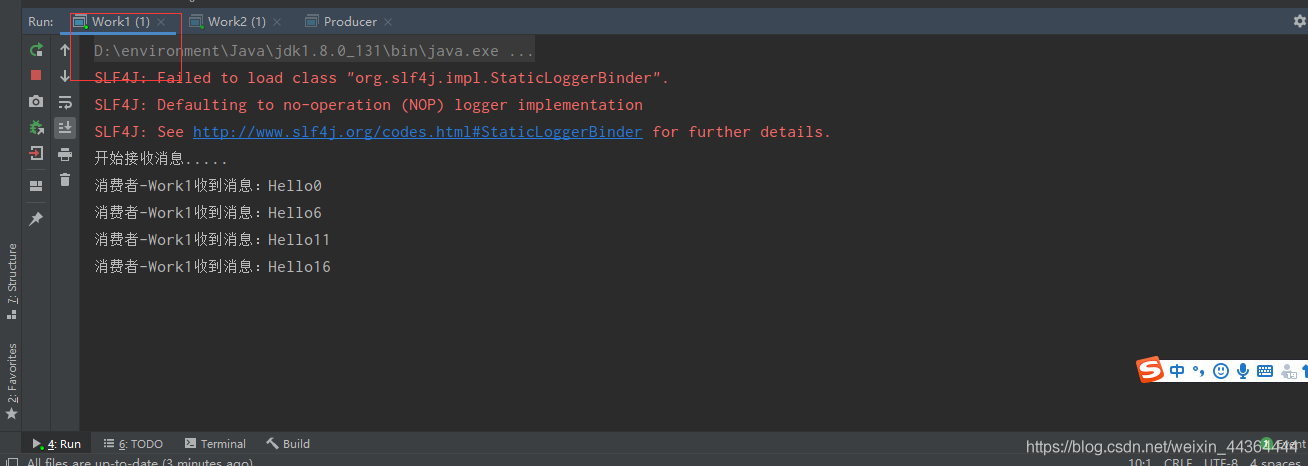 Run: Work1 (1) Work2 (1) Producer
D:\environment\Java\jdk1.8.0_131\bin\java.exe ...
SLF4J: Failed to load class "org.slf4j.impl.StaticLoggerBinder".
SLF4J: Defaulting to no-operation (NOP) logger implementation
SLF4J: See http://www.slf4j.org/codes.html#StaticLoggerBinder for further details.
开始接收消息.....
消费者-Work1收到消息：Hello0
消费者-Work1收到消息：Hello6
消费者-Work1收到消息：Hello11
消费者-Work1收到消息：Hello16
7: Structure
2: Favorites
中
4: Run 6: TODO Terminal Build
https://blog.csdn.net/weixin_44364444
All files are up-to-date (3 minutes ago) 10:1 CRLF UTF-8 4 spaces